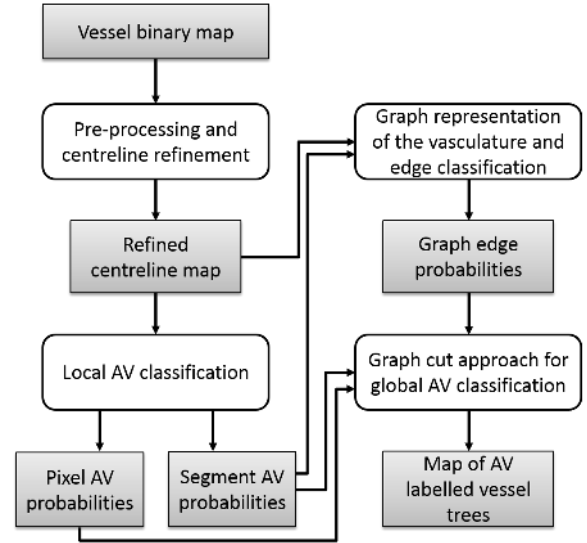 Vessel binary map
Pre-processing and
centreline refinement
Refined
centreline map
Local AV classification
Pixel AV
probabilities
Segment AV
probabilities
Graph representation
of the vasculature and
edge classification
Graph edge
probabilities
Graph cut approach for
global AV classification
Map of AV
labelled vessel
trees